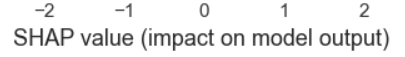 −2 −1 0 1 2
SHAP value (impact on model output)